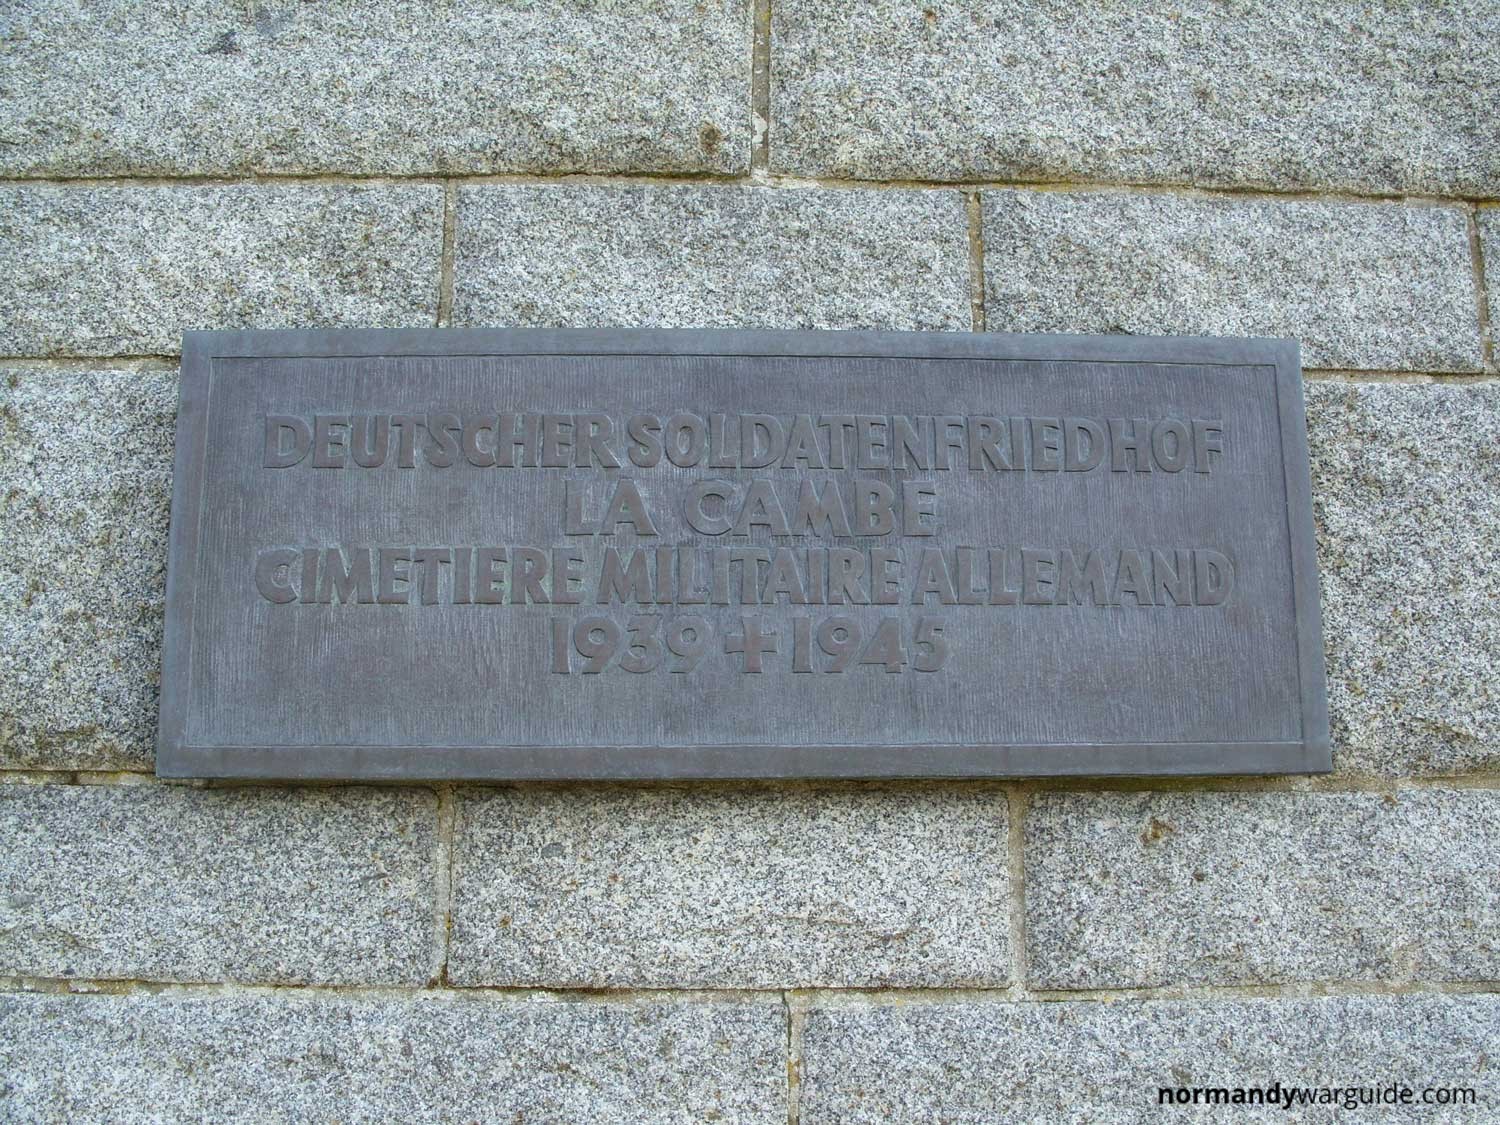 DEUTSCHER SOLDATENFRIEDHOF
LA CAMBE
CIMETIERE MILITAIRE ALLEMAND
1939 + 1945
normandywarguide.com